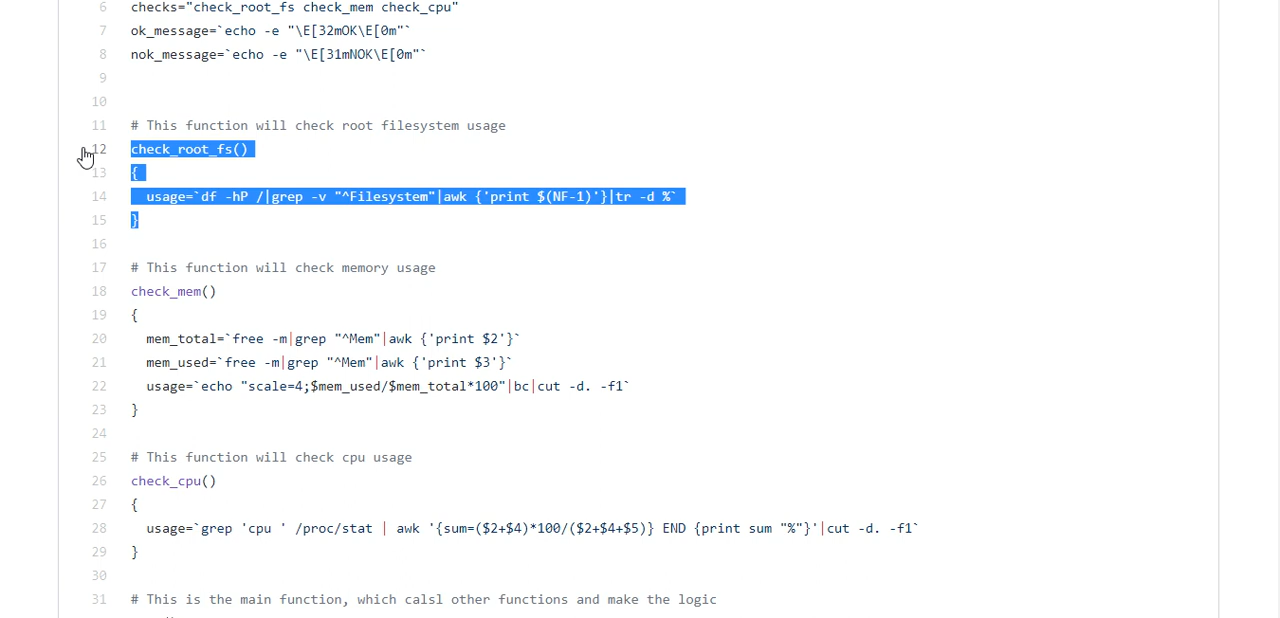 6 checks="check_root_fs check_mem check_cpu"
7 ok_message=`echo -e "\E[32mOK\E[0m"`
8 nok_message=`echo -e "\E[31mNOK\E[0m"`
9
10
11 # This function will check root filesystem usage
12 check_root_fs()
13 {
14 usage=`df -hP /|grep -v "^Filesystem"|awk {'print $(NF-1)'}|tr -d %`
15 }
16
17 # This function will check memory usage
18 check_mem()
19 {
20 mem_total=`free -m|grep "^Mem"|awk {'print $2'}`
21 mem_used=`free -m|grep "^Mem"|awk {'print $3'}`
22 usage=`echo "scale=4;$mem_used/$mem_total*100"|bc|cut -d. -f1`
23 }
24
25 # This function will check cpu usage
26 check_cpu()
27 {
28 usage=`grep 'cpu ' /proc/stat | awk '{sum=($2+$4)*100/($2+$4+$5)} END {print sum "%"}'|cut -d. -f1`
29 }
30
31 # This is the main function, which calsl other functions and make the logic